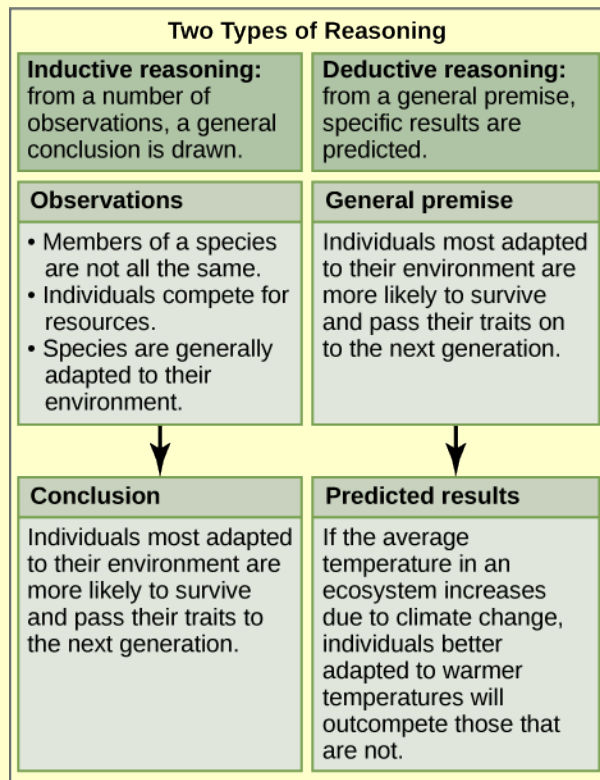 Two Types of Reasoning
Inductive reasoning:
from a number of
observations, a general
conclusion is drawn.
Deductive reasoning:
from a general premise,
specific results are
predicted.
Observations
• Members of a species
are not all the same.
• Individuals compete for
resources.
• Species are generally
adapted to their
environment.
General premise
Individuals most adapted
to their environment are
more likely to survive
and pass their traits on
to the next generation.
Conclusion
Individuals most adapted
to their environment are
more likely to survive
and pass their traits to
the next generation.
Predicted results
If the average
temperature in an
ecosystem increases
due to climate change,
individuals better
adapted to warmer
temperatures will
outcompete those that
are not.